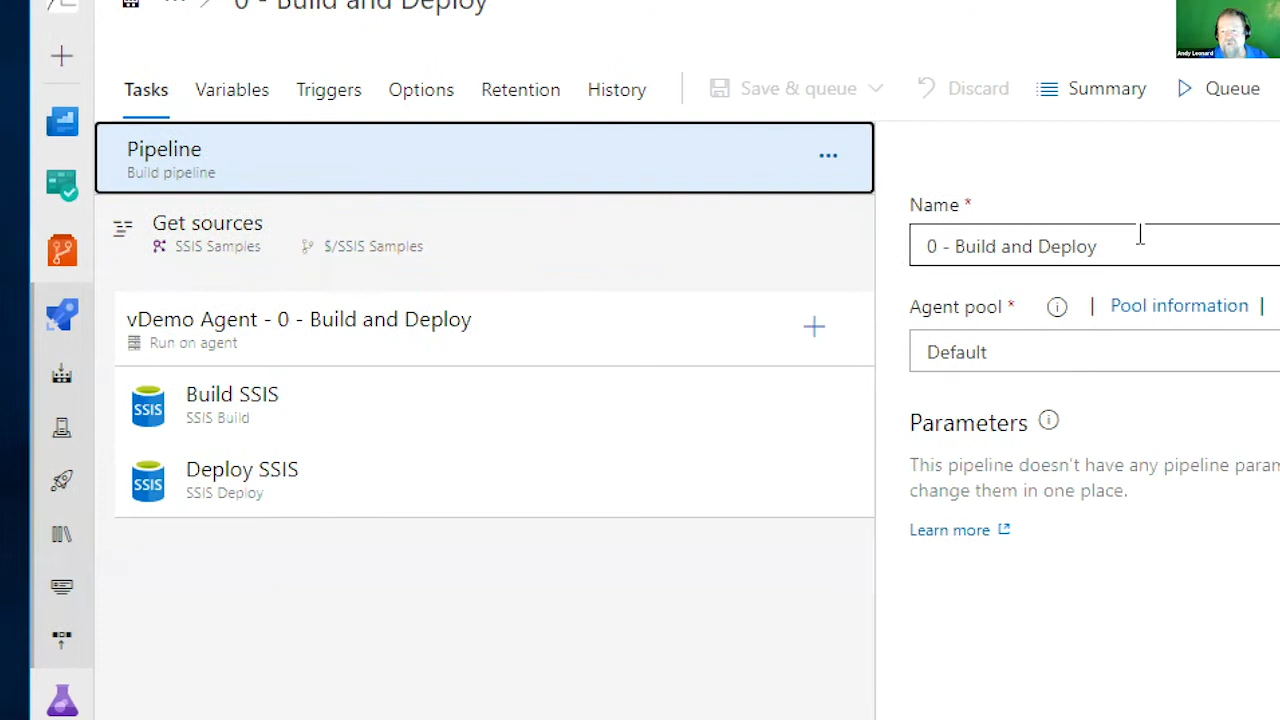 0 - Build and Deploy
Andy Leonard
Tasks Variables Triggers Options Retention History Save & queue Discard Summary Queue
Pipeline
Build pipeline
Get sources
SSIS Samples $/SSIS Samples
vDemo Agent - 0 - Build and Deploy
Run on agent
Build SSIS
SSIS Build
Deploy SSIS
SSIS Deploy
Name *
0 - Build and Deploy
Agent pool * | Pool information |
Default
Parameters
This pipeline doesn't have any pipeline param
change them in one place.
Learn more